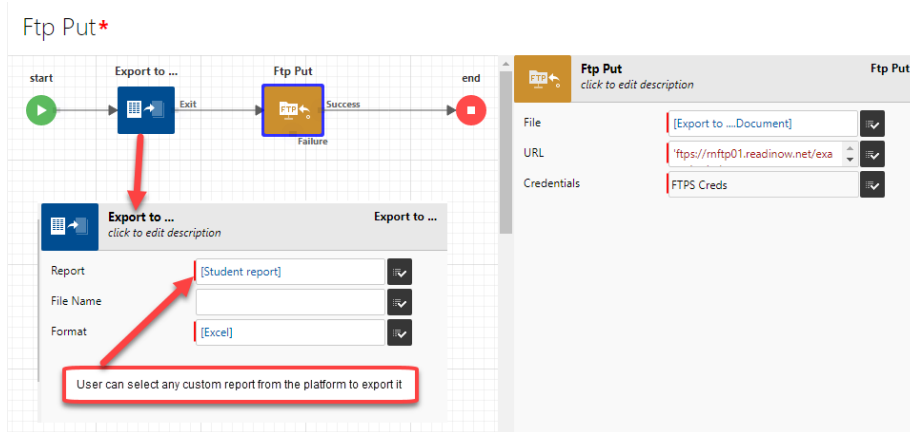 Ftp Put*
start
Export to ...
Ftp Put
end
Exit
FTP
Success
Failure
Export to ...
Export to ...
click to edit description
Report
[Student report]
File Name
Format
[Excel]
User can select any custom report from the platform to export it
FTP
Ftp Put
Ftp Put
click to edit description
File
[Export to ....Document]
URL
'ftps://rnftp01.readinow.net/exa
Credentials
FTPS Creds